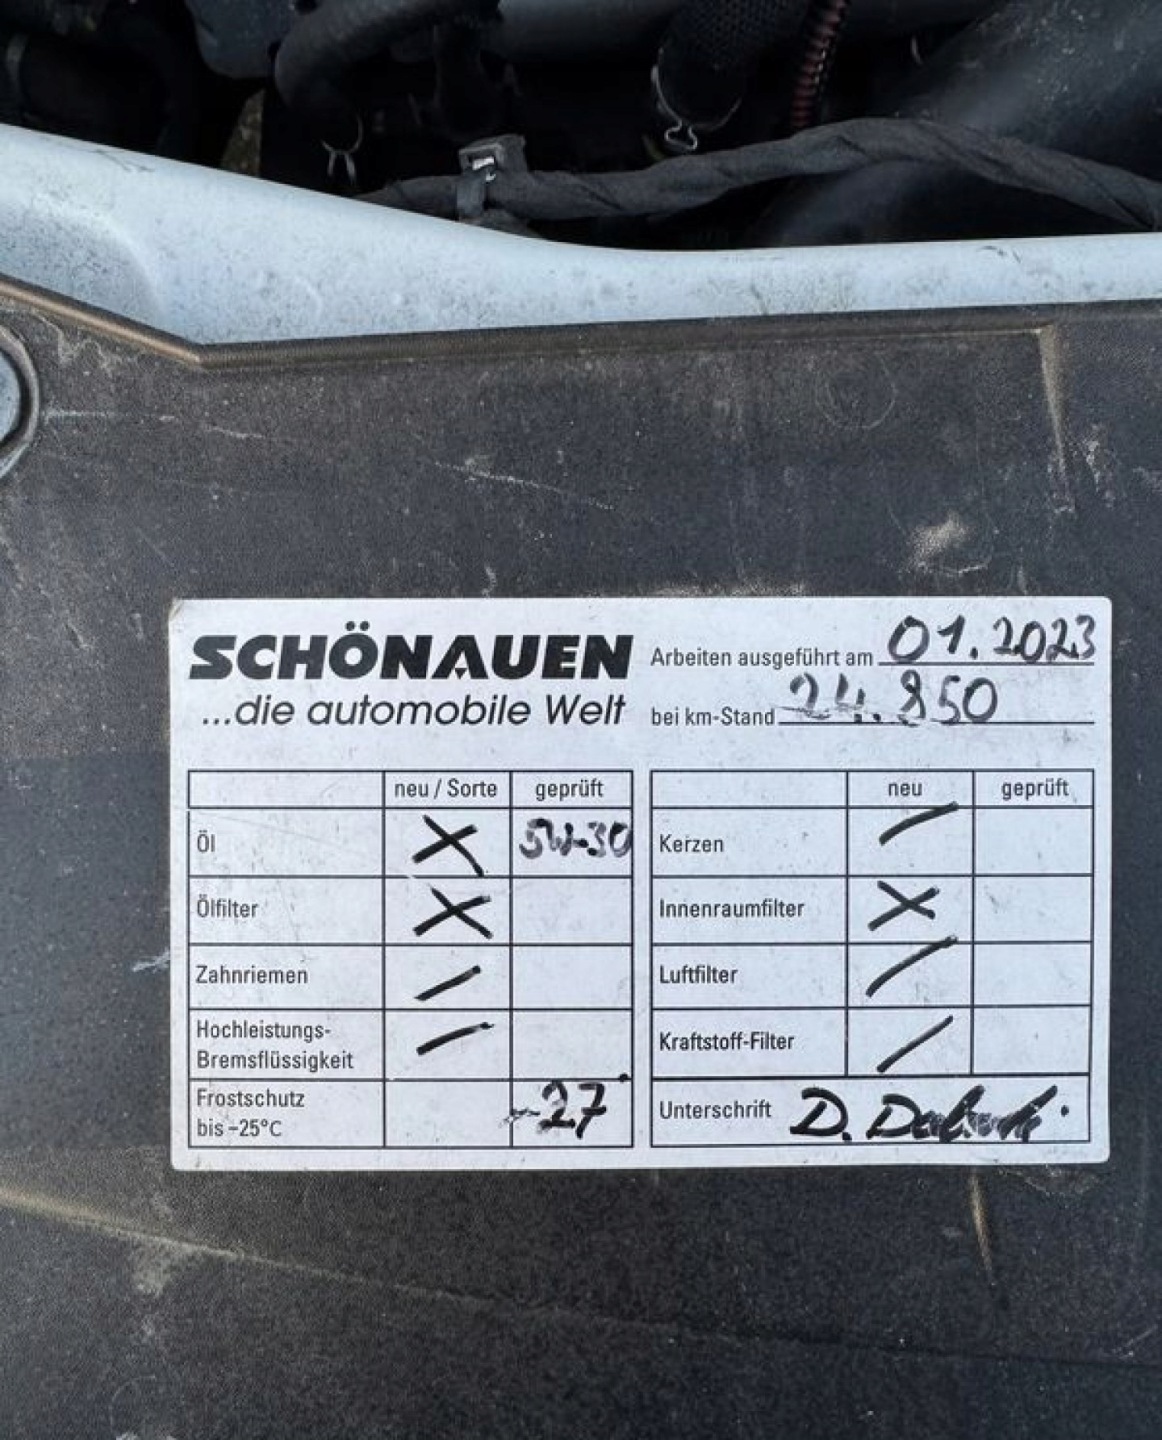 SCHÖNAUEN
...die automobile Welt
Arbeiten ausgeführt am 01.2023
bei km-Stand 24.850
neu / Sorte geprüft
Öl X 5W-30
Ölfilter X
Zahnriemen /
Hochleistungs-
Bremsflüssigkeit /
Frostschutz
bis -25°C -27°
neu geprüft
Kerzen /
Innenraumfilter X
Luftfilter /
Kraftstoff-Filter /
Unterschrift D.